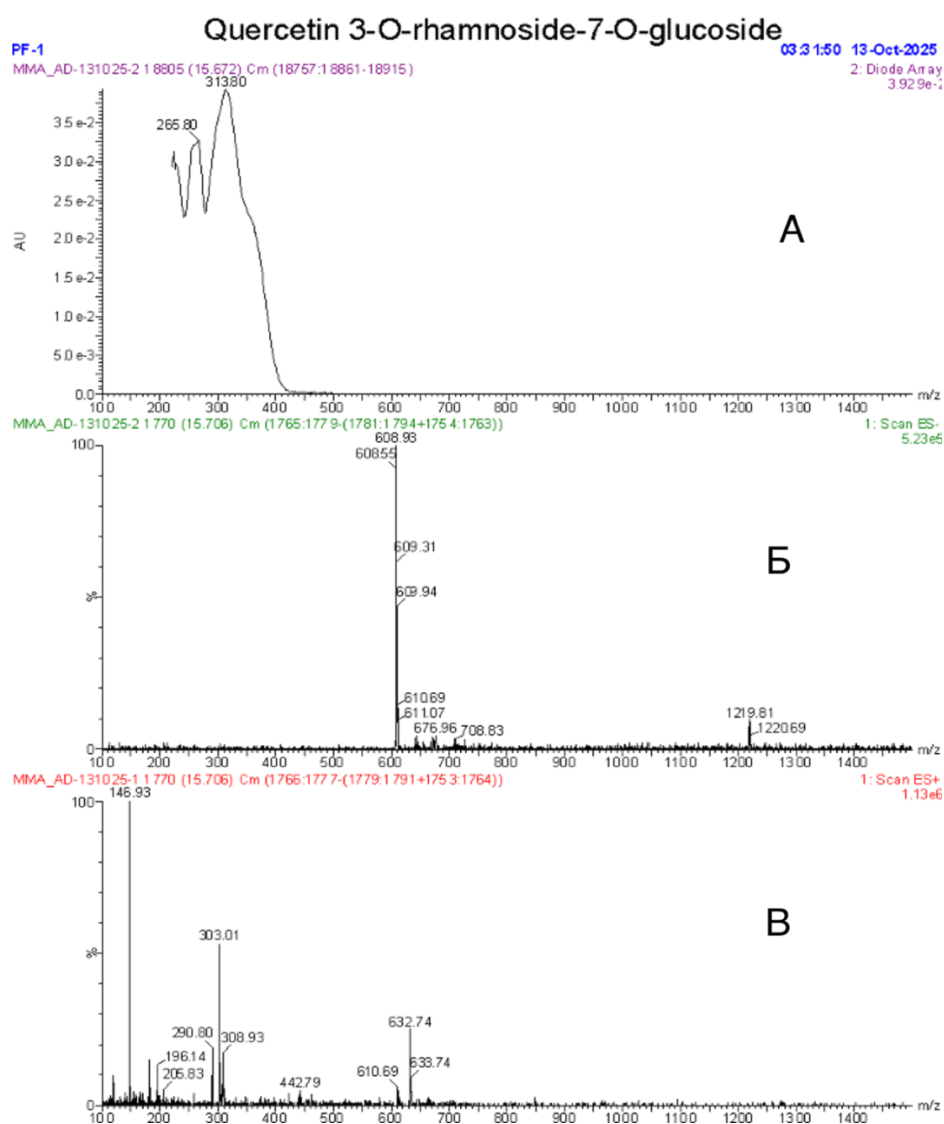 Quercetin 3-O-rhamnoside-7-O-glucoside
PF-1 03:31:50 13-Oct-2025
MMA_AD-131025-2 18805 (15.672) Cm (18757:18861-18915) 2: Diode Array
3.929e-2
313.80
265.80
3.5e-2
3.0e-2
2.5e-2
2.0e-2
1.5e-2
1.0e-2
5.0e-3
0.0
AU
А
100 200 300 400 500 600 700 800 900 1000 1100 1200 1300 1400 m/z
MMA_AD-131025-2 1770 (15.706) Cm (1765:1779-(1781:1794+1754:1763)) 1: Scan ES-
5.23e5
100
%
0
608.93
608.55
609.31
609.94
610.69
611.07
676.96
708.83
1219.81
1220.69
Б
100 200 300 400 500 600 700 800 900 1000 1100 1200 1300 1400 m/z
MMA_AD-131025-1 1770 (15.706) Cm (1766:1777-(1779:1791+1753:1764)) 1: Scan ES+
1.13e6
100
%
0
146.93
303.01
290.80
308.93
196.14
205.83
442.79
632.74
633.74
610.69
В
100 200 300 400 500 600 700 800 900 1000 1100 1200 1300 1400 m/z